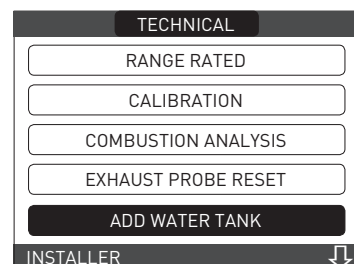 TECHNICAL
RANGE RATED
CALIBRATION
COMBUSTION ANALYSIS
EXHAUST PROBE RESET
ADD WATER TANK
INSTALLER